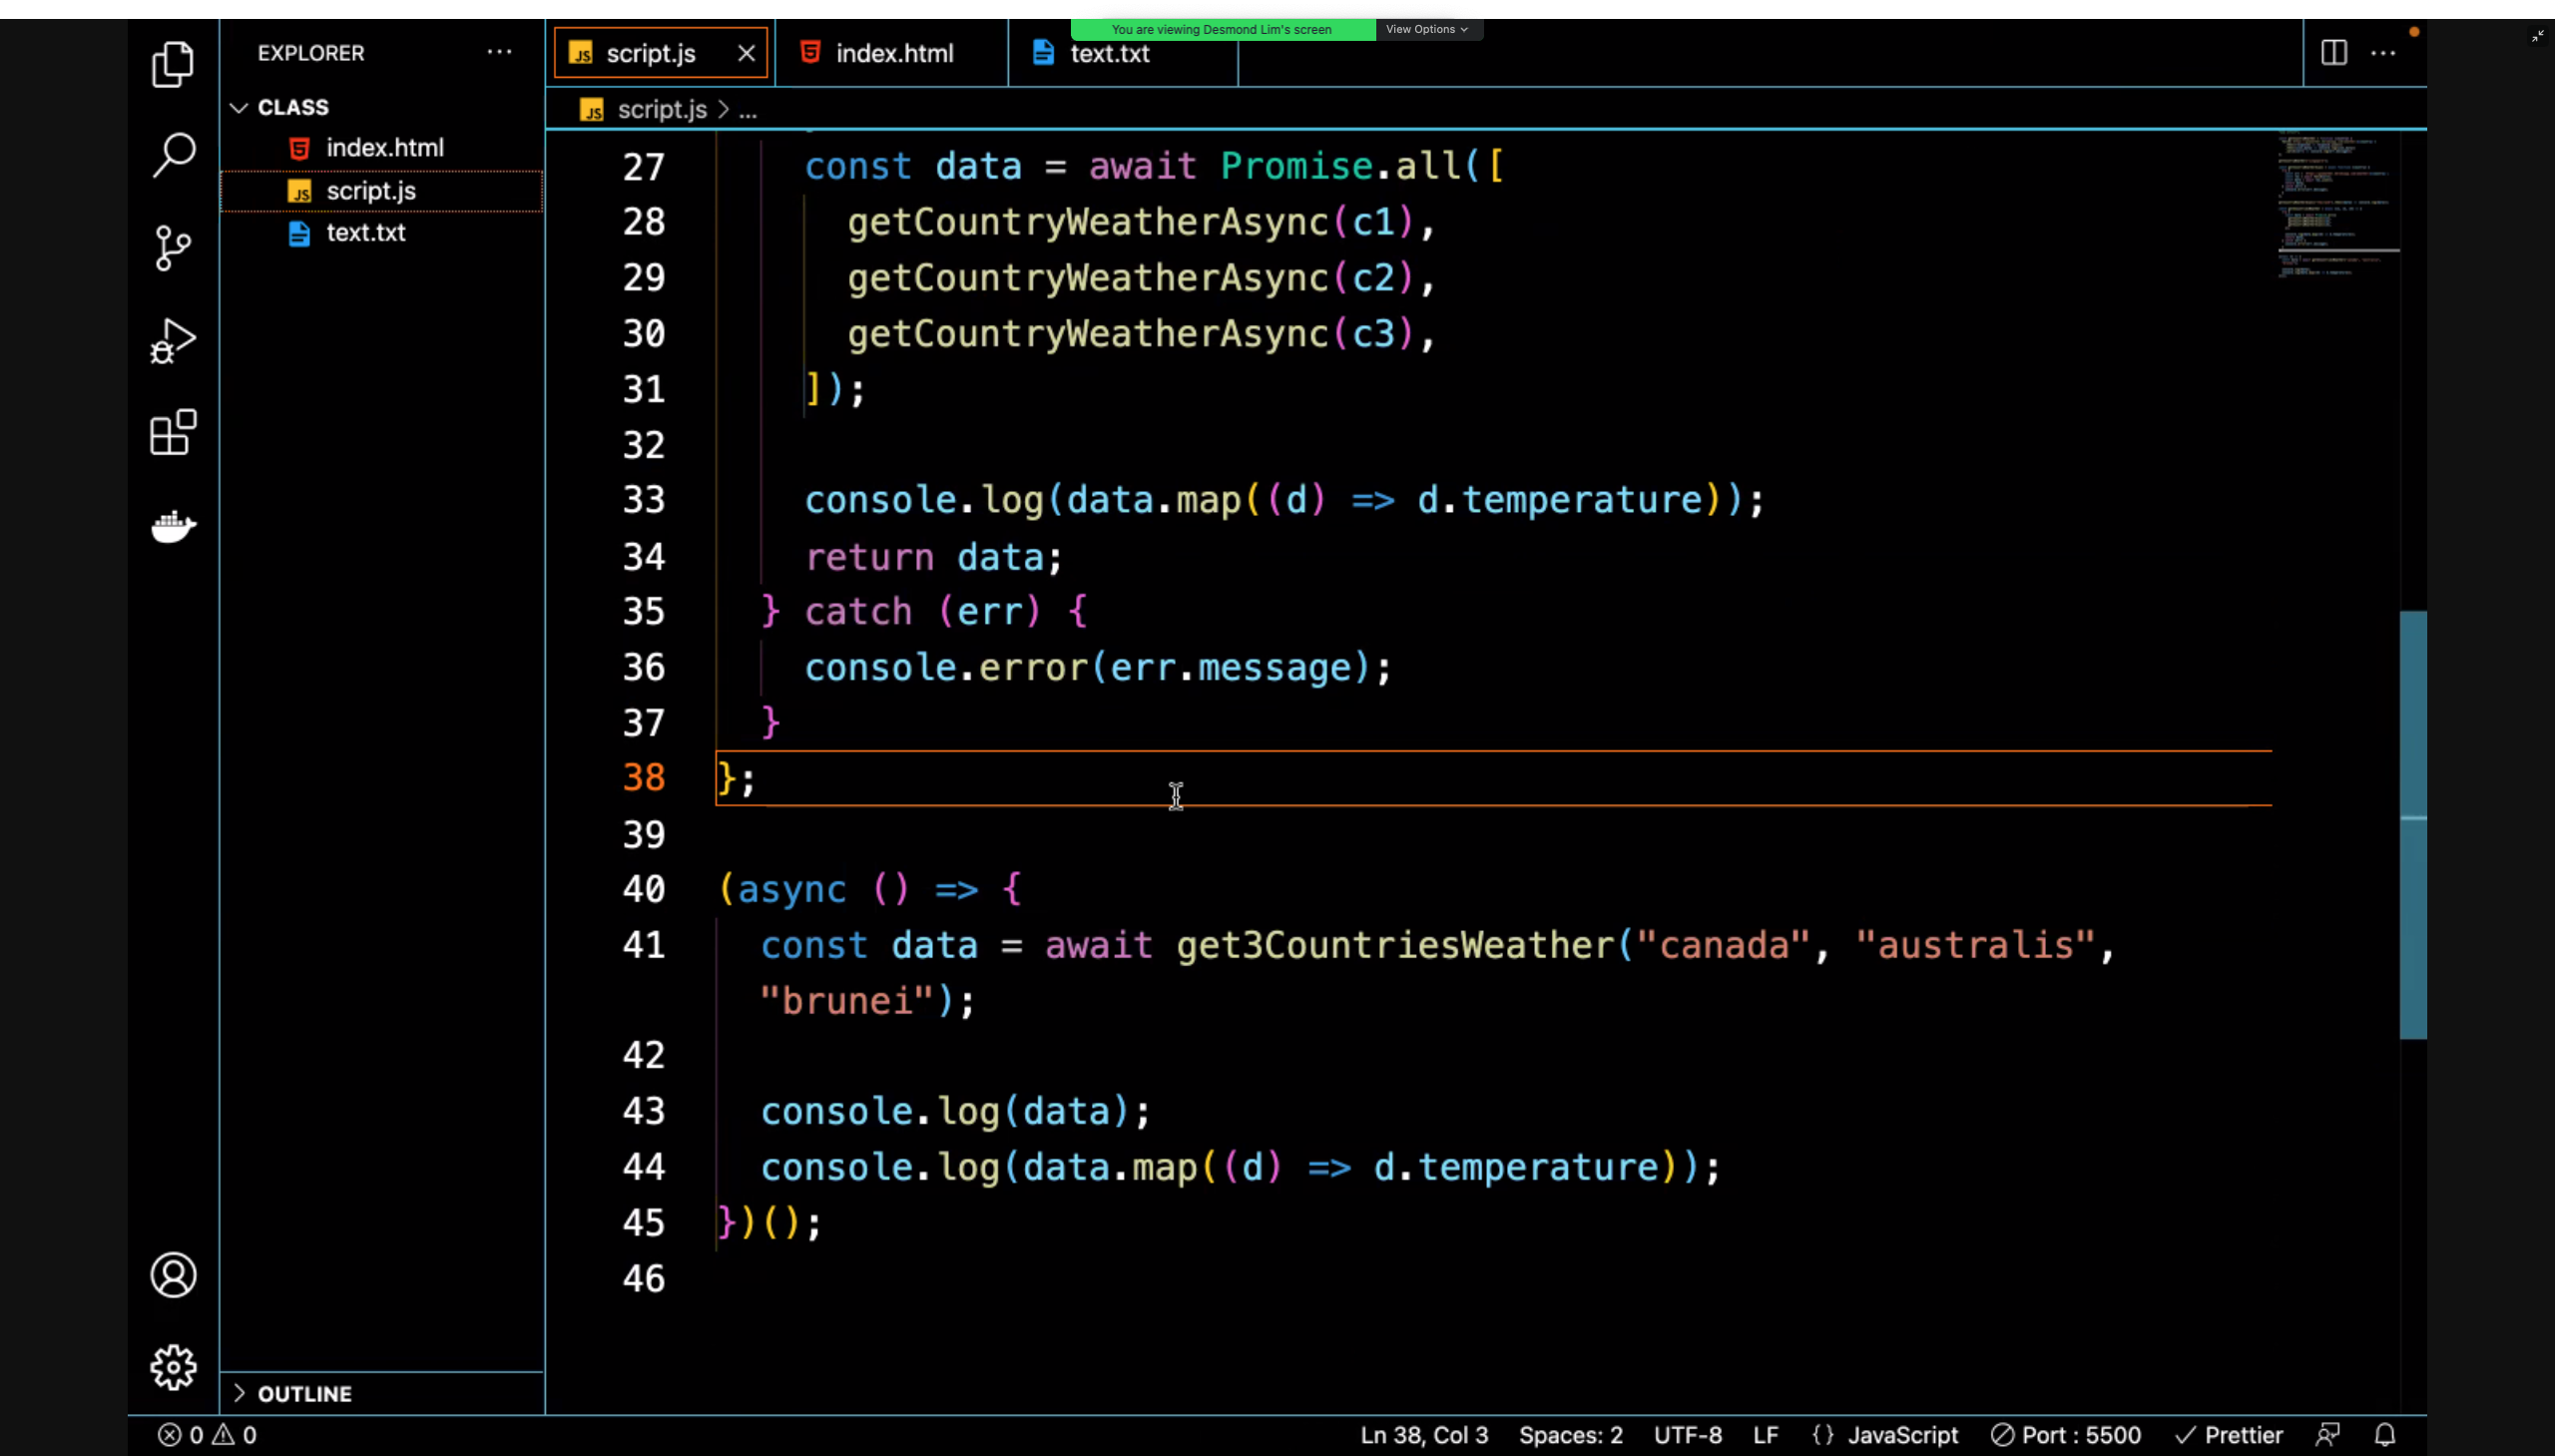 You are viewing Desmond Lim's screen
View Options
EXPLORER
script.js
index.html
text.txt
CLASS
index.html
script.js
text.txt
OUTLINE
script.js > ...
27 const data = await Promise.all([
28 getCountryWeatherAsync(c1),
29 getCountryWeatherAsync(c2),
30 getCountryWeatherAsync(c3),
31 ]);
32
33 console.log(data.map((d) => d.temperature));
34 return data;
35 } catch (err) {
36 console.error(err.message);
37 }
38 };
39
40 (async () => {
41 const data = await get3CountriesWeather("canada", "australis",
"brunei");
42
43 console.log(data);
44 console.log(data.map((d) => d.temperature));
45 })();
46
0 0
Ln 38, Col 3 Spaces: 2 UTF-8 LF {} JavaScript Port : 5500 Prettier